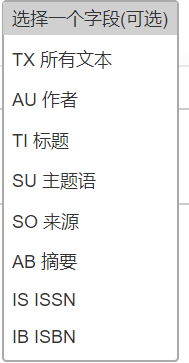 选择一个字段(可选)
TX 所有文本
AU 作者
TI 标题
SU 主题语
SO 来源
AB 摘要
IS ISSN
IB ISBN